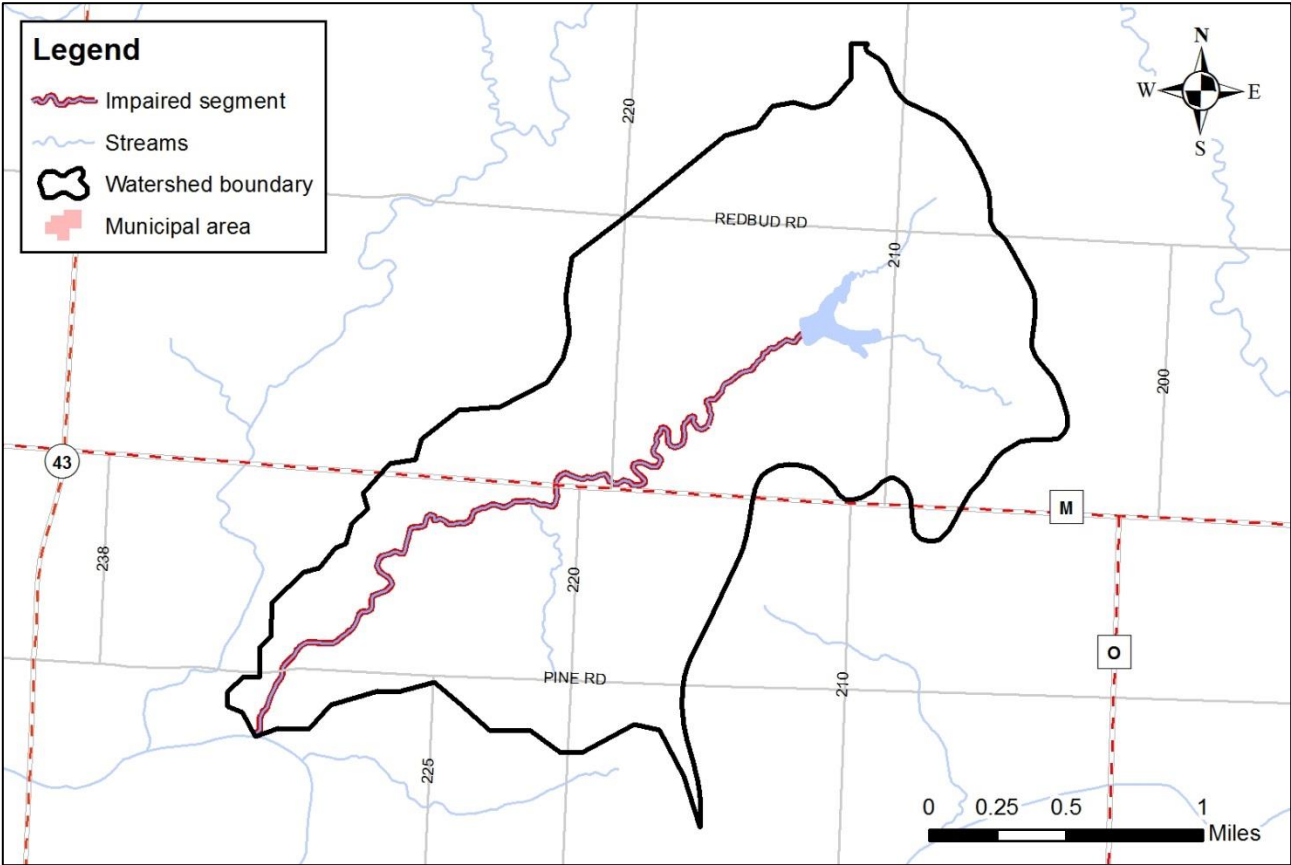 Legend
Impaired segment
Streams
Watershed boundary
Municipal area
N
W E
S
220
REDBUD RD
210
200
43
M
238
220
O
PINE RD
210
225
0 0.25 0.5 1
Miles